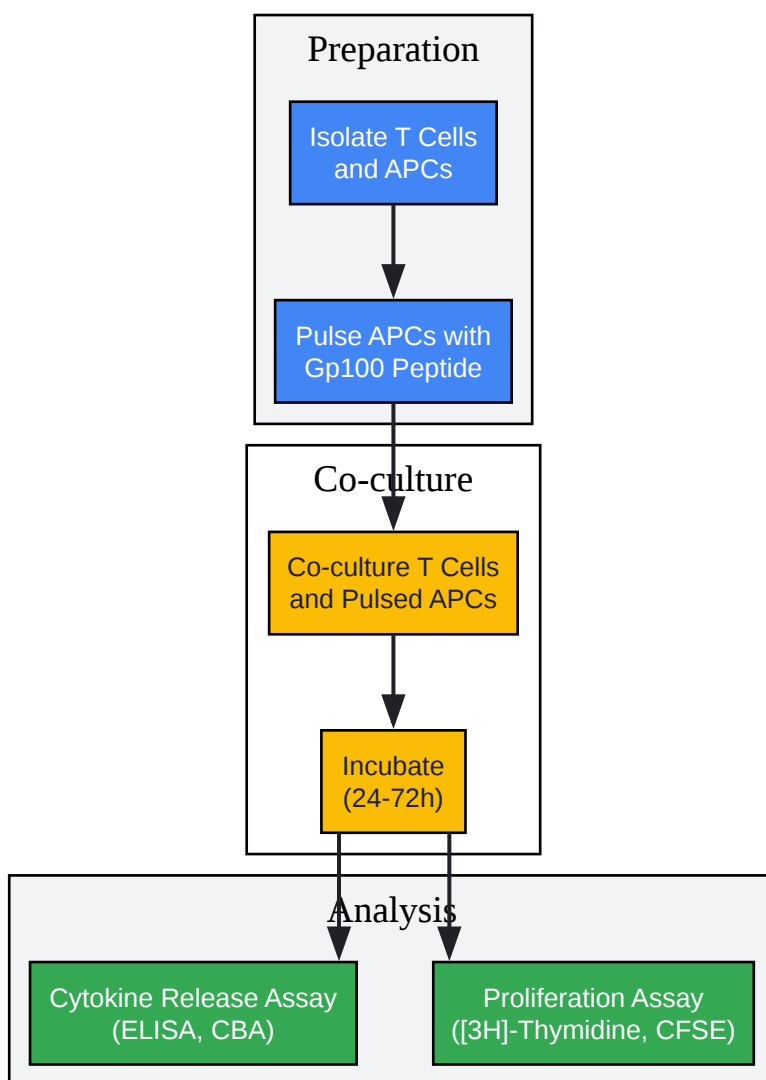 Preparation
Isolate T Cells
and APCs
Pulse APCs with
Gp100 Peptide
Co-culture
Co-culture T Cells
and Pulsed APCs
Incubate
(24-72h)
Analysis
Cytokine Release Assay
(ELISA, CBA)
Proliferation Assay
([3H]-Thymidine, CFSE)